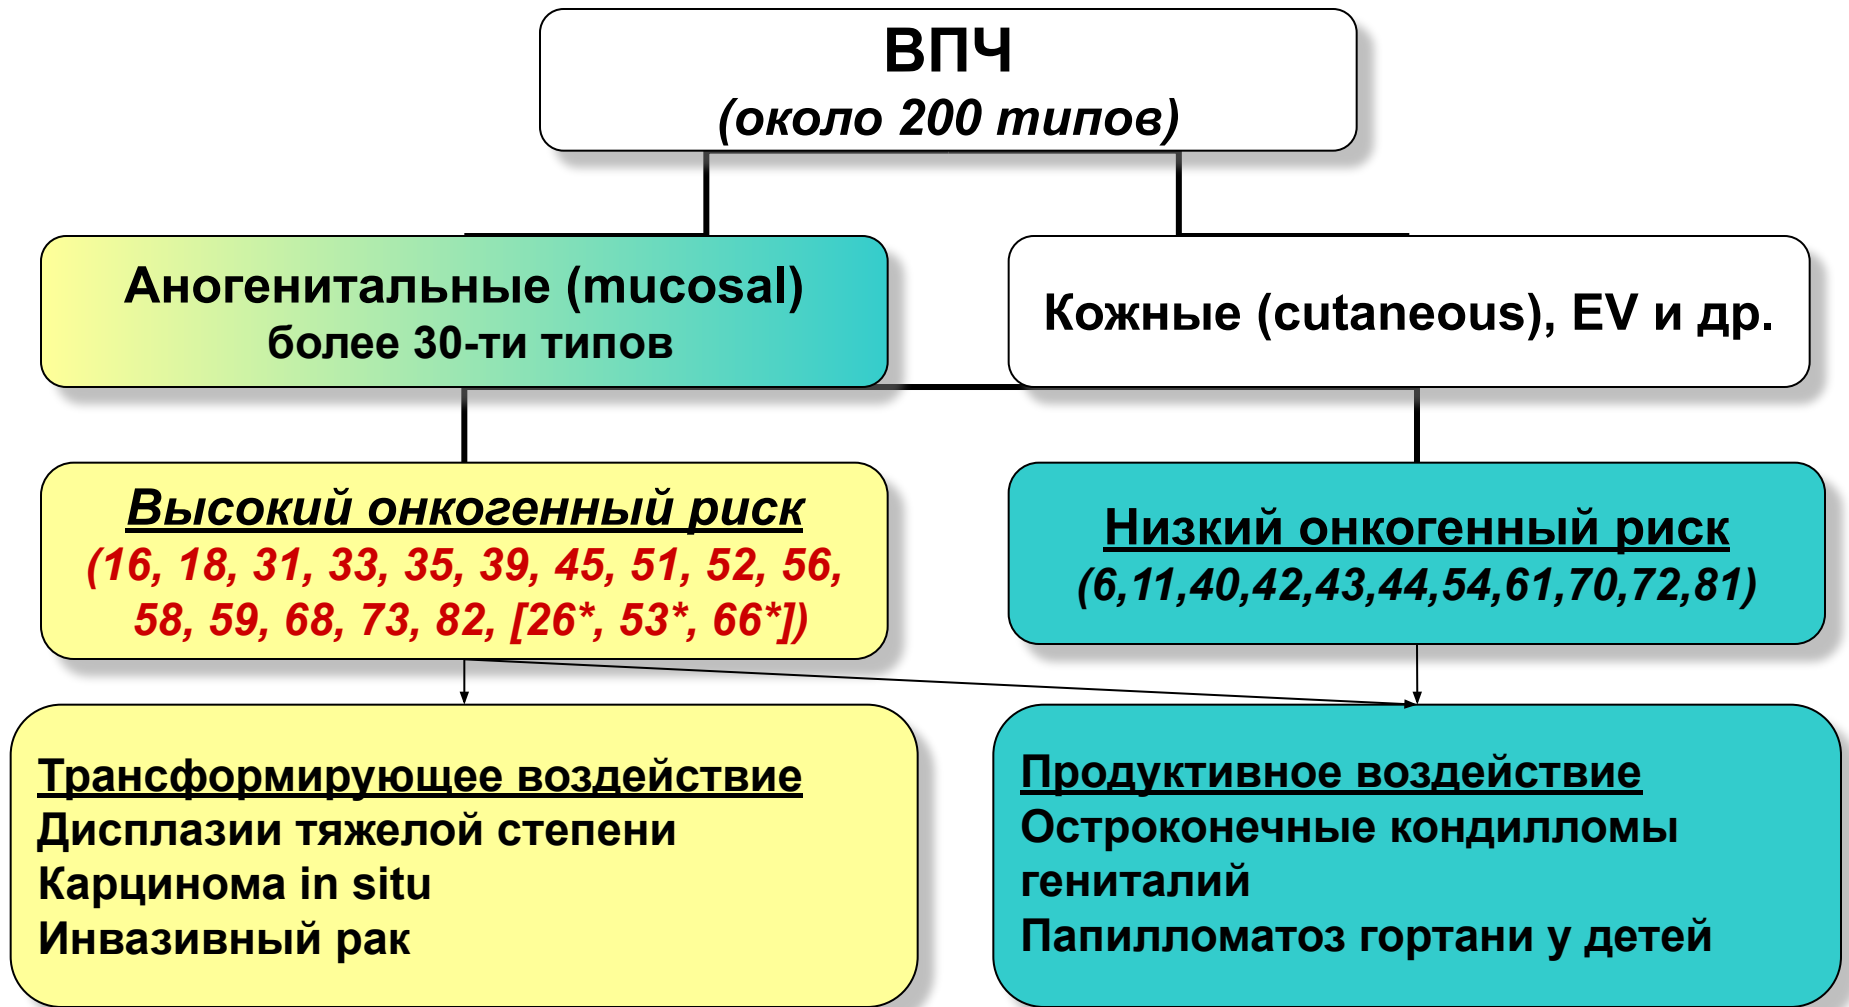 ВПЧ
(около 200 типов)
Аногенитальные (mucosal)
более 30-ти типов
Кожные (cutaneous), EV и др.
Высокий онкогенный риск
(16, 18, 31, 33, 35, 39, 45, 51, 52, 56,
58, 59, 68, 73, 82, [26*, 53*, 66*])
Низкий онкогенный риск
(6,11,40,42,43,44,54,61,70,72,81)
Трансформирующее воздействие
Дисплазии тяжелой степени
Карцинома in situ
Инвазивный рак
Продуктивное воздействие
Остроконечные кондилломы
гениталий
Папилломатоз гортани у детей